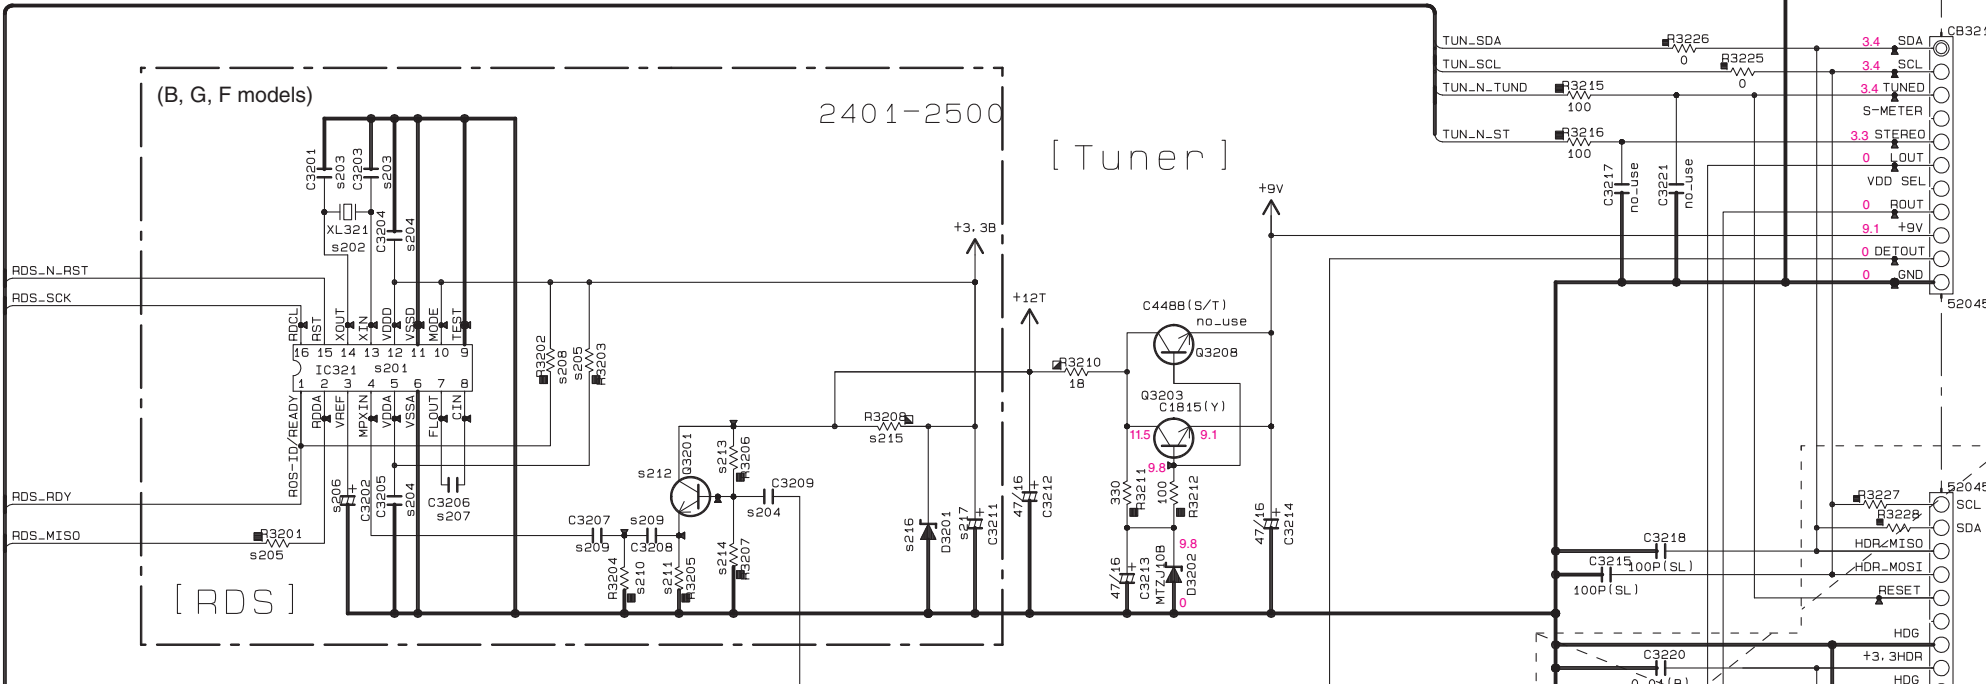 (B, G, F models)
2401-2500
[Tuner]
[RDS]
RDS_N_RST
RDS_SCK
RDS_RDY
RDS_MISO
C3201
s203
C3203
s203
XL321
s202
C3204
s204
RDCL
RST
XOUT
XIN
VDDD
VSSD
MODE
TEST
16 15 14 13 12 11 10 9
IC321
s201
1 2 3 4 5 6 7 8
ROS-ID/READY
RDDA
VREF
MPXIN
VDDA
VSSA
FLOUT
CIN
R3202
s208
s205
R3203
s206
C3202
C3205
s204
C3206
s207
R3201
s205
s212
Q3201
s213
R3206
C3209
s204
C3207
s209
s209
C3208
R3204
s210
s211
R3205
s214
R3207
R3208
s215
s216
D3201
s217
C3211
+3.3B
+12T
+9V
47/16
C3212
R3210
18
C4488(S/T)
no_use
Q3208
Q3203
C1815(Y)
11.5
9.1
9.8
330
R3211
100
R3212
9.8
47/16
C3213
MTZJ10B
D3202
0
47/16
C3214
TUN_SDA
TUN_SCL
TUN_N_TUND
TUN_N_ST
R3226
0
R3225
0
R3215
100
R3216
100
C3217
no_use
C3221
no_use
CB321
3.4 SDA
3.4 SCL
3.4 TUNED
S-METER
3.3 STEREO
0 LOUT
VDD SEL
0 ROUT
9.1 +9V
0 DETOUT
0 GND
52045
52045
R3227
SCL
R3228
SDA
C3218
100P(SL)
HDR_MISO
C3215
100P(SL)
HDR_MOSI
RESET
HDG
C3220
+3.3HDR
HDG